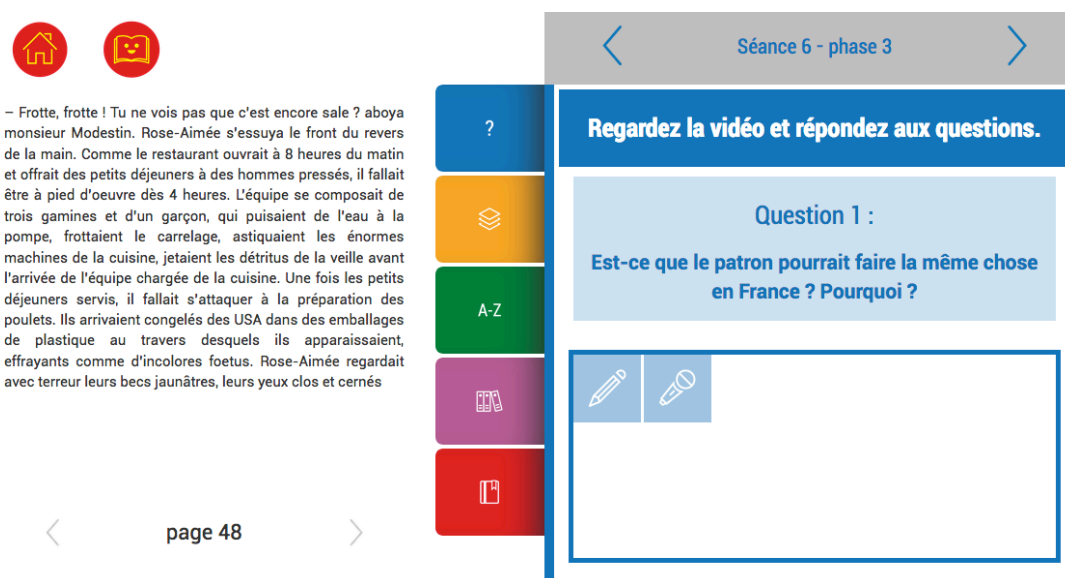 – Frotte, frotte ! Tu ne vois pas que c'est encore sale ? aboya
monsieur Modestin. Rose-Aimée s'essuya le front du revers
de la main. Comme le restaurant ouvrait à 8 heures du matin
et offrait des petits déjeuners à des hommes pressés, il fallait
être à pied d'oeuvre dès 4 heures. L'équipe se composait de
trois gamines et d'un garçon, qui puisaient de l'eau à la
pompe, frottaient le carrelage, astiquaient les énormes
machines de la cuisine, jetaient les détritus de la veille avant
l'arrivée de l'équipe chargée de la cuisine. Une fois les petits
déjeuners servis, il fallait s'attaquer à la préparation des
poulets. Ils arrivaient congelés des USA dans des emballages
de plastique au travers desquels ils apparaissaient,
effrayants comme d'incolores foetus. Rose-Aimée regardait
avec terreur leurs becs jaunâtres, leurs yeux clos et cernés
page 48
?
A-Z
Séance 6 - phase 3
Regardez la vidéo et répondez aux questions.
Question 1 :
Est-ce que le patron pourrait faire la même chose
en France ? Pourquoi ?